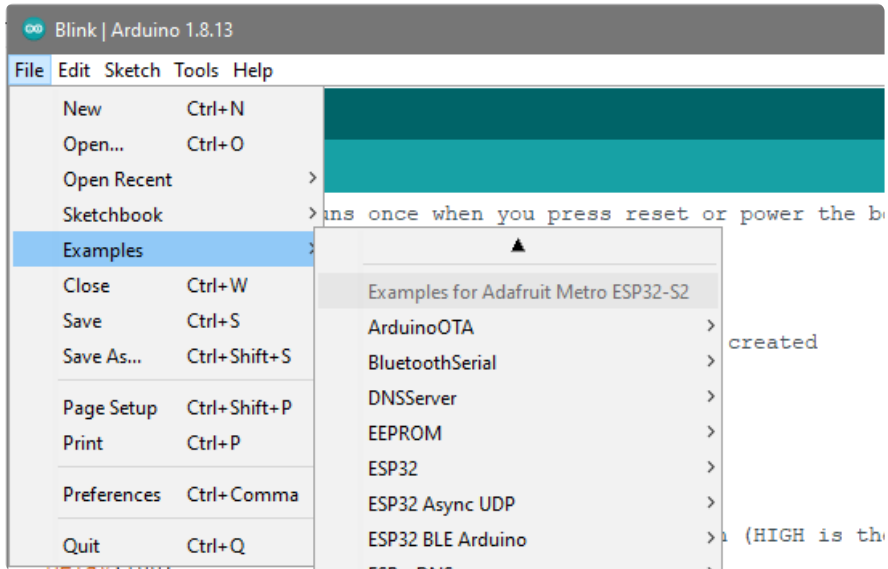 Blink | Arduino 1.8.13
File Edit Sketch Tools Help
New Ctrl+N
Open... Ctrl+O
Open Recent
Sketchbook
Examples
Close Ctrl+W
Save Ctrl+S
Save As... Ctrl+Shift+S
Page Setup Ctrl+Shift+P
Print Ctrl+P
Preferences Ctrl+Comma
Quit Ctrl+Q
Examples for Adafruit Metro ESP32-S2
ArduinoOTA
BluetoothSerial
DNSServer
EEPROM
ESP32
ESP32 Async UDP
ESP32 BLE Arduino
once when you press reset or power the
created
(HIGH is